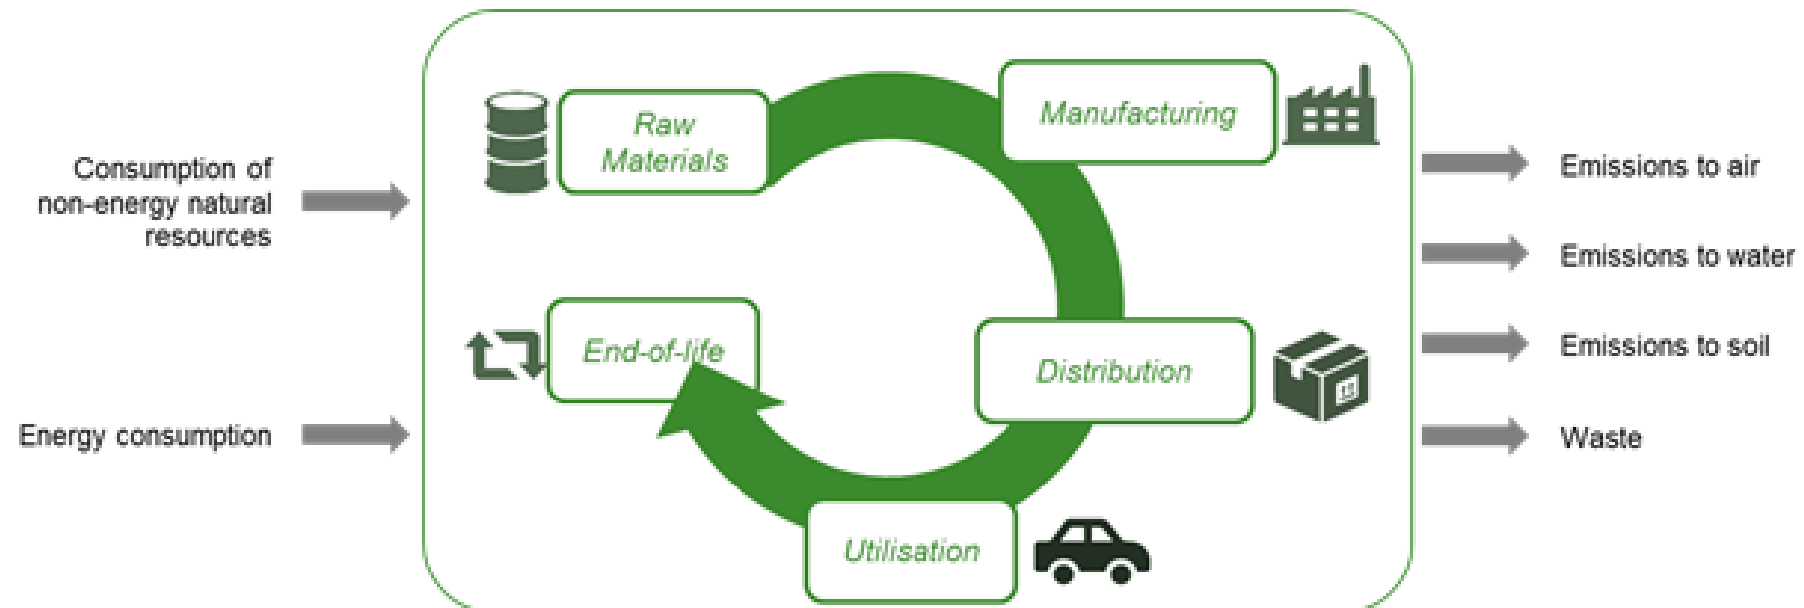 Consumption of
non-energy natural
resources
Energy consumption
Raw
Materials
Manufacturing
Distribution
Utilisation
End-of-life
Emissions to air
Emissions to water
Emissions to soil
Waste